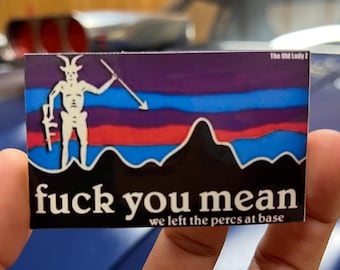 The Old Lady Z
fuck you mean
we left the percs at base